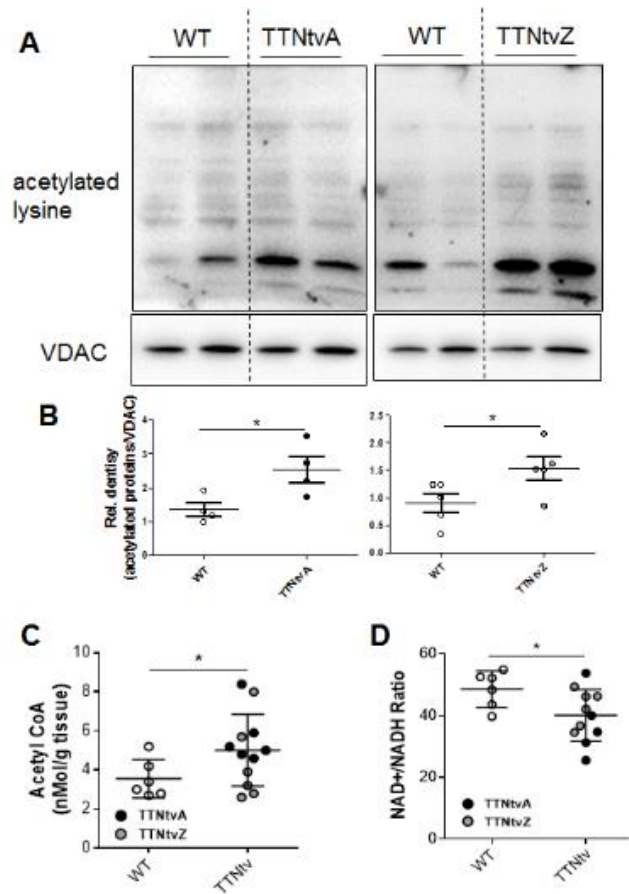 A
WT TTNtvA WT TTNtvZ
acetylated
lysine
VDAC
B
Rel. dentisy
(acetylated proteins/VDAC)
4
3
2
1
0
*
WT TTNtvA
2.5
2.0
1.5
1.0
0.5
0.0
*
WT TTNtvZ
C
Acetyl CoA
(nMol/g tissue)
10
8
6
4
2
0
*
TTNtvA
TTNtvZ
WT TTNtv
D
NAD+/NADH Ratio
60
40
20
0
*
TTNtvA
TTNtvZ
WT TTNtv